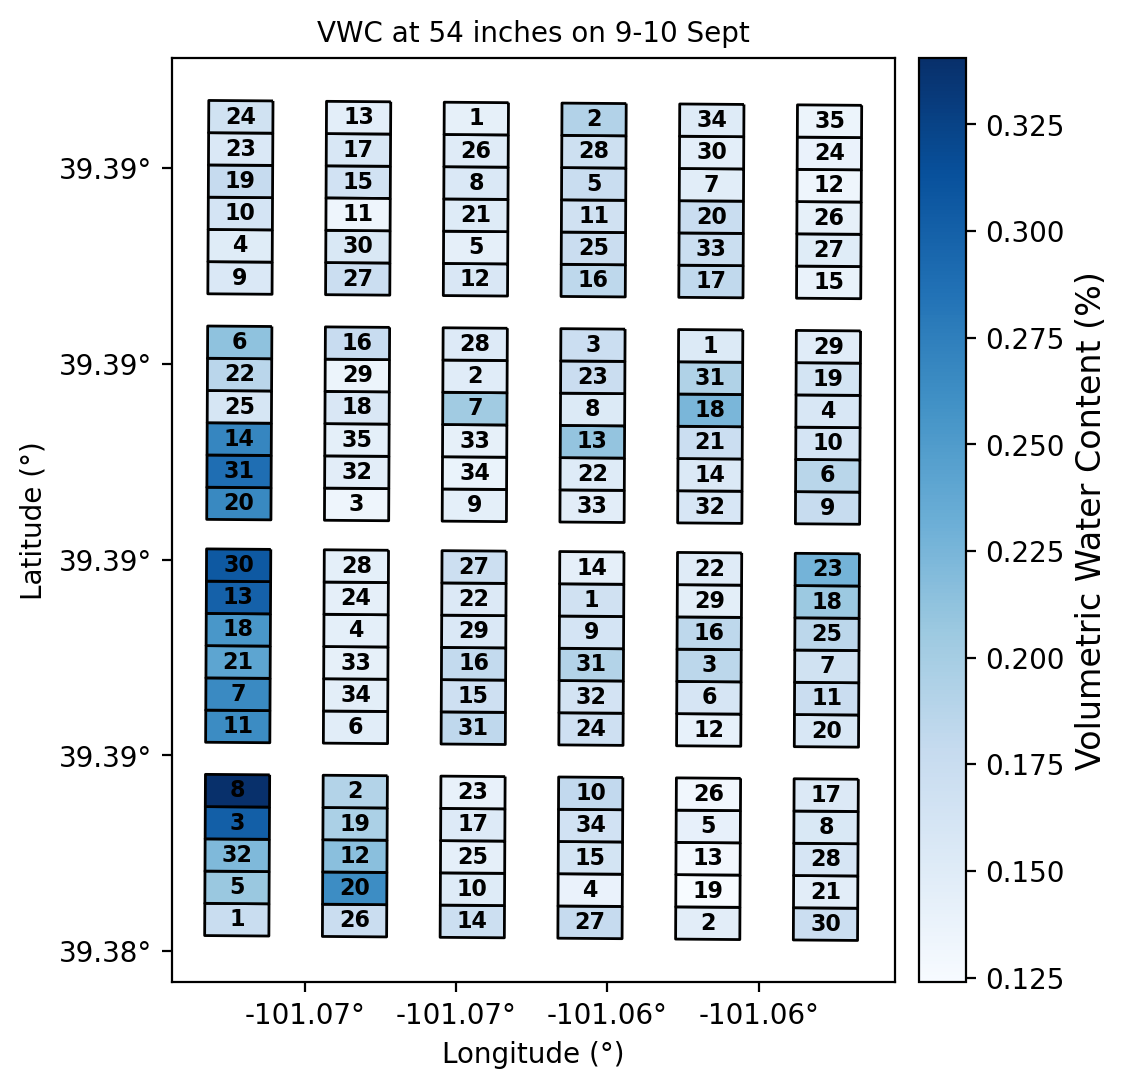 VWC at 54 inches on 9-10 Sept
24 13 1 2 34 35
23 17 26 28 30 24
19 15 8 5 7 12
10 11 21 11 20 26
4 30 5 25 33 27
9 27 12 16 17 15
6 16 28 3 1 29
22 29 2 23 31 19
25 18 7 8 18 4
14 35 33 13 21 10
31 32 34 22 14 6
20 3 9 33 32 9
30 28 27 14 22 23
13 24 22 1 29 18
18 4 29 9 16 25
21 33 16 31 3 7
7 34 15 32 6 11
11 6 31 24 12 20
8 2 23 10 26 17
3 19 17 34 5 8
32 12 25 15 13 28
5 20 10 4 19 21
1 26 14 27 2 30
39.39°
39.39°
39.39°
39.39°
39.38°
Latitude (°)
-101.07° -101.07° -101.06° -101.06°
Longitude (°)
0.325
0.300
0.275
0.250
0.225
0.200
0.175
0.150
0.125
Volumetric Water Content (%)